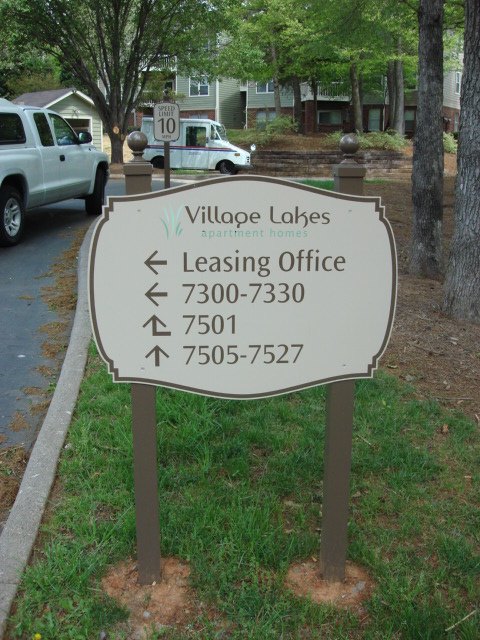 SPEED
LIMIT
10
Village Lakes
apartment homes
← Leasing Office
← 7300-7330
7501
↑ 7505-7527